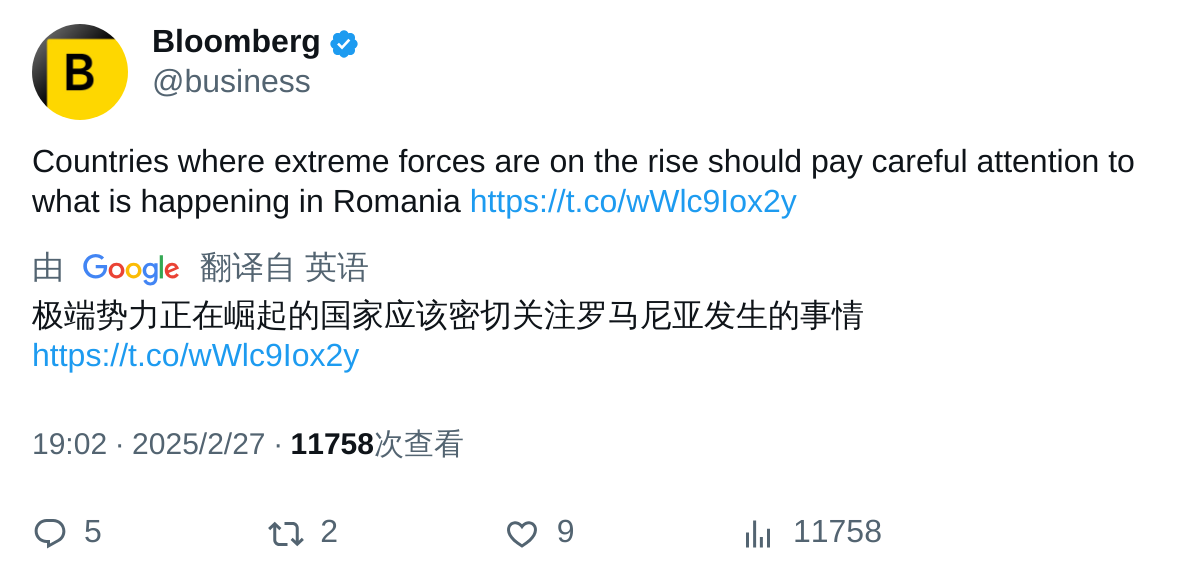 B
Bloomberg
@business
Countries where extreme forces are on the rise should pay careful attention to
what is happening in Romania https://t.co/wWlc9Iox2y
由 Google 翻译自 英语
极端势力正在崛起的国家应该密切关注罗马尼亚发生的事情
https://t.co/wWlc9Iox2y
19:02 · 2025/2/27 · 11758次查看
5 2 9 11758